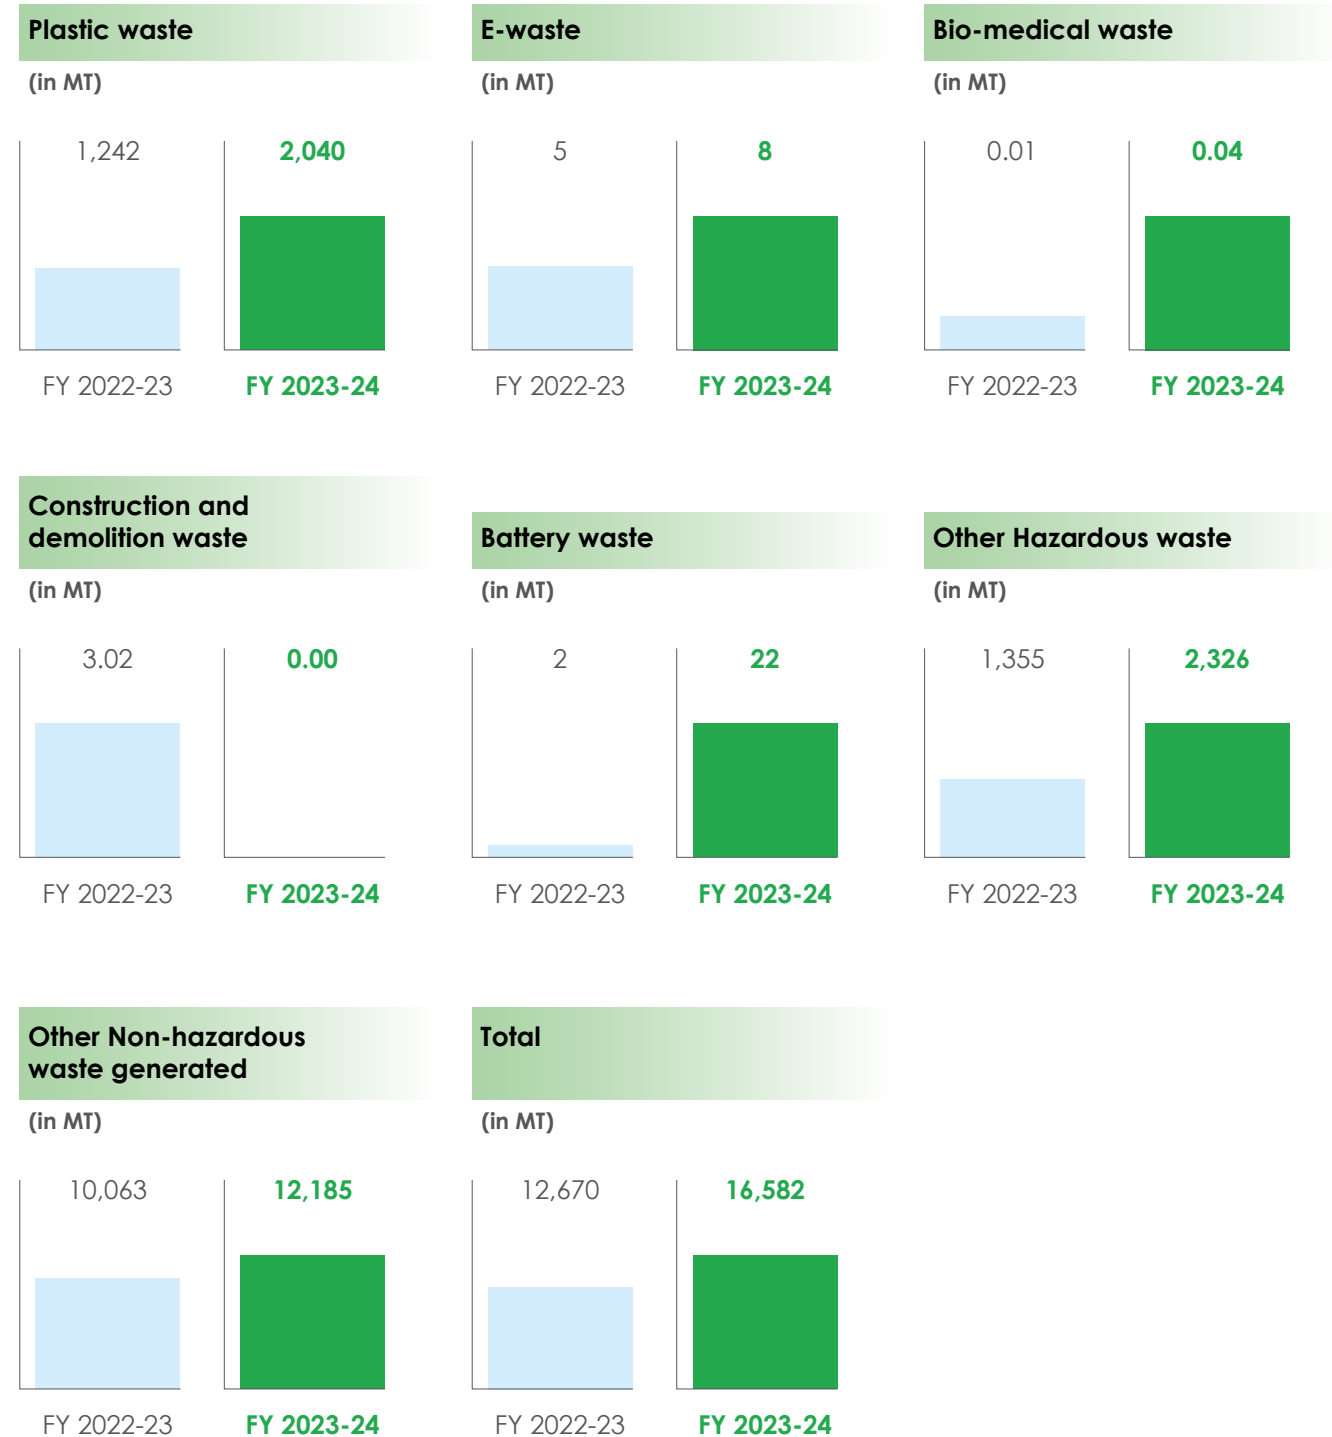 Plastic waste
(in MT)
1,242
2,040
FY 2022-23
FY 2023-24
E-waste
(in MT)
5
8
FY 2022-23
FY 2023-24
Bio-medical waste
(in MT)
0.01
0.04
FY 2022-23
FY 2023-24
Construction and
demolition waste
(in MT)
3.02
0.00
FY 2022-23
FY 2023-24
Battery waste
(in MT)
2
22
FY 2022-23
FY 2023-24
Other Hazardous waste
(in MT)
1,355
2,326
FY 2022-23
FY 2023-24
Other Non-hazardous
waste generated
(in MT)
10,063
12,185
FY 2022-23
FY 2023-24
Total
(in MT)
12,670
16,582
FY 2022-23
FY 2023-24